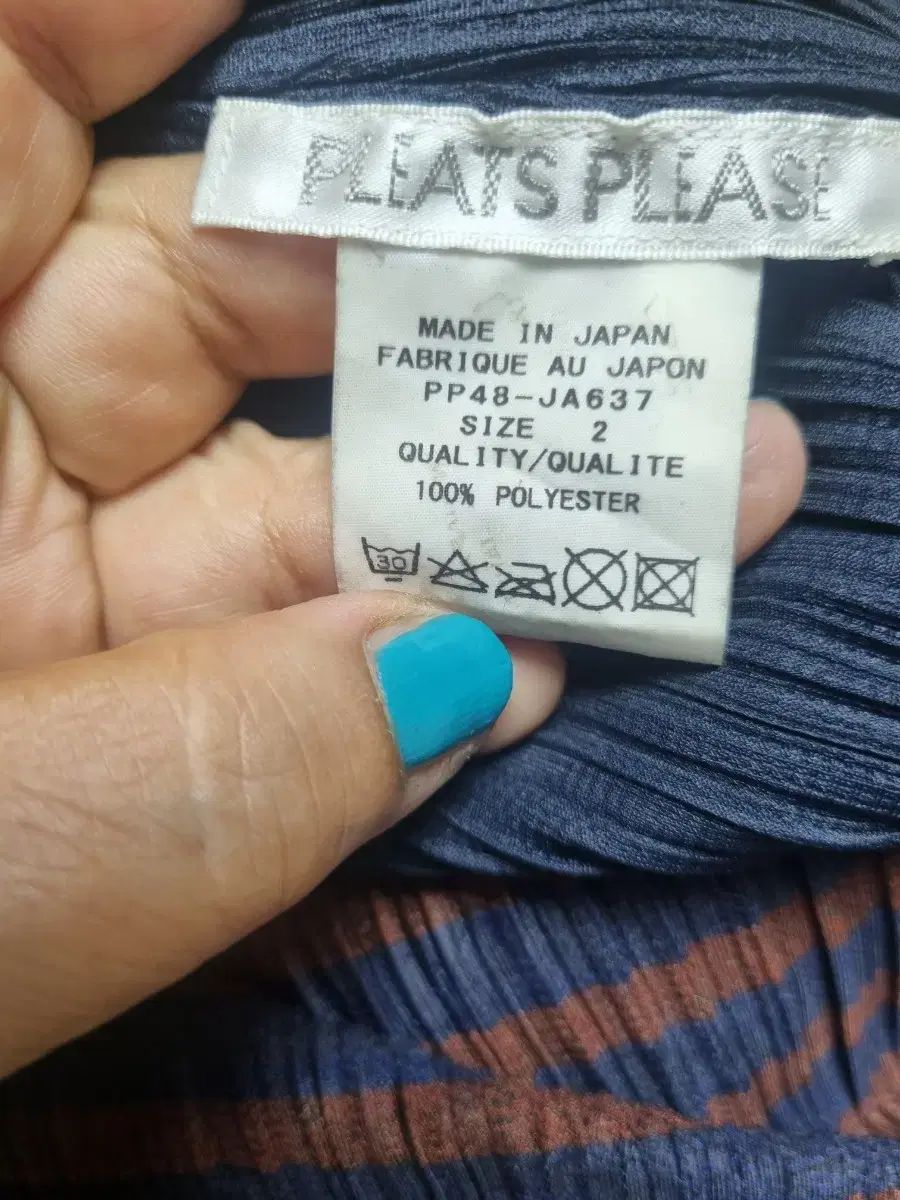 PLEATS PLEASE
MADE IN JAPAN
FABRIQUE AU JAPON
PP48-JA637
SIZE 2
QUALITY/QUALITE
100% POLYESTER
30